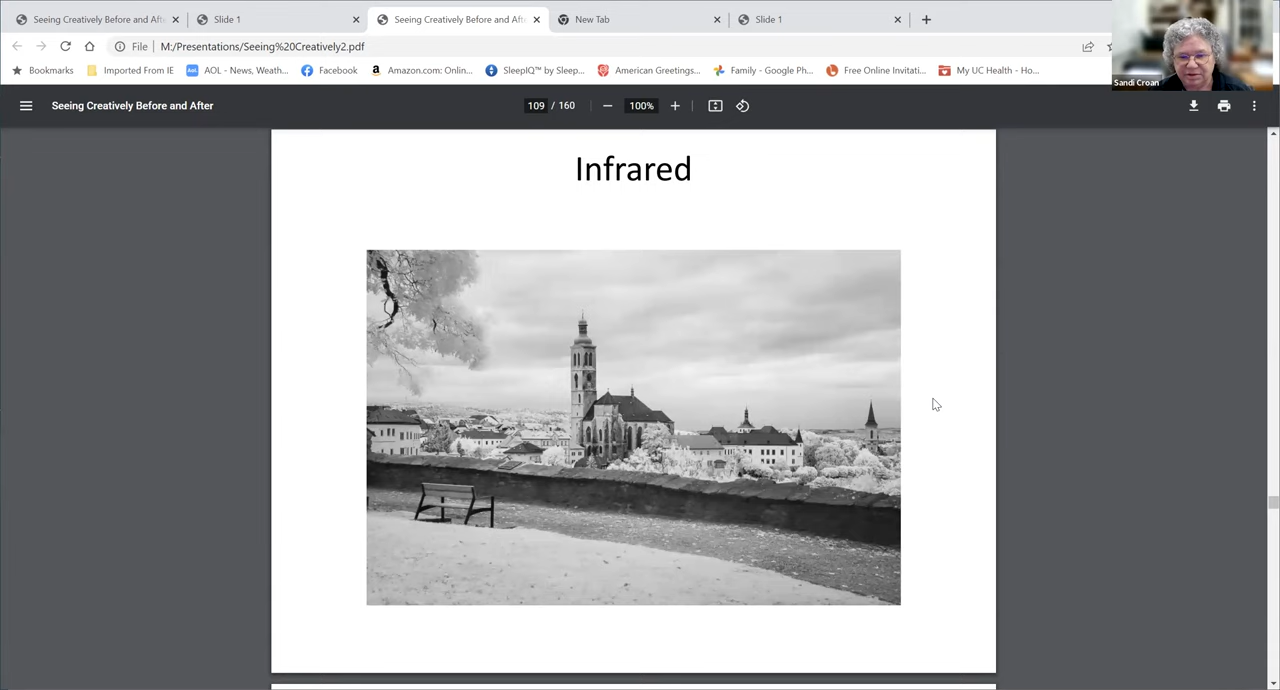 Seeing Creatively Before and Aft
Slide 1
Seeing Creatively Before and Aft
New Tab
Slide 1
File
M:/Presentations/Seeing%20Creatively2.pdf
Bookmarks
Imported From IE
AOL - News, Weath...
Facebook
Amazon.com: Onlin...
SleepIQ™ by Sleep...
American Greetings...
Family - Google Ph...
Free Online Invitati...
My UC Health - Ho...
Sandi Croan
Seeing Creatively Before and After
109 / 160
100%
Infrared